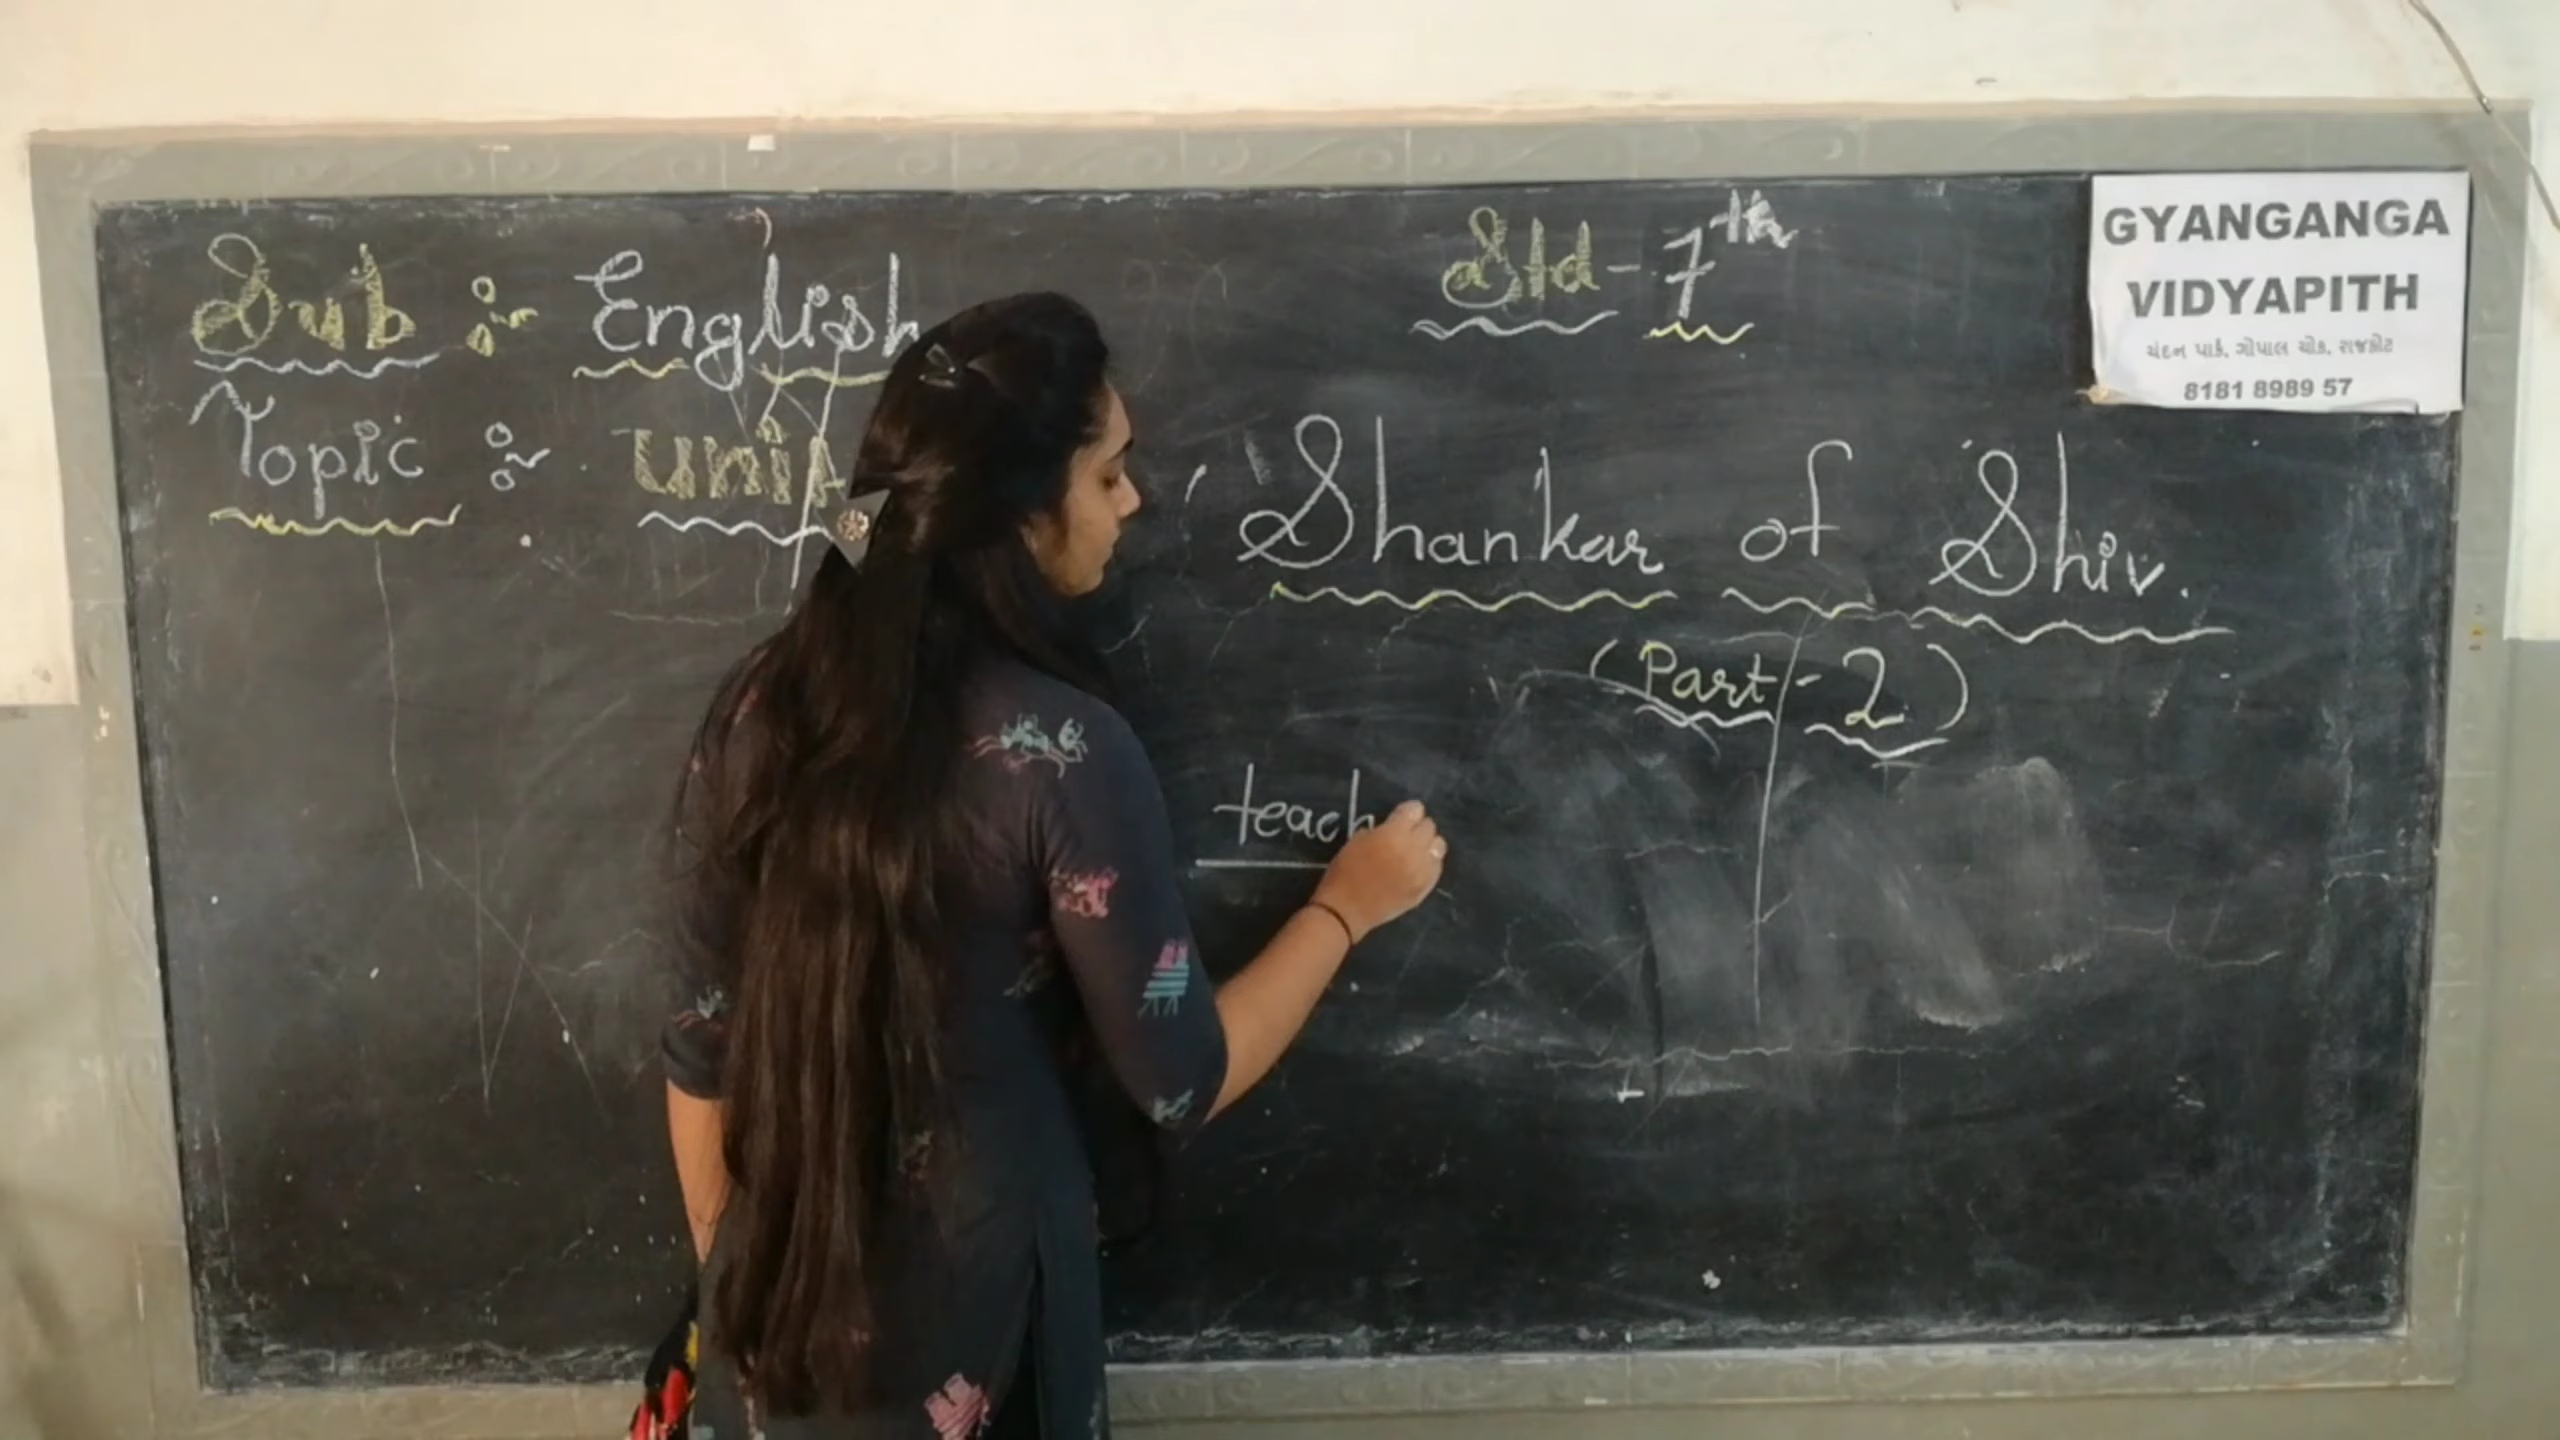 Sub :- English
Std - 7th
GYANGANGA
VIDYAPITH
ચંદન પાર્ક, ગોપાલ ચોક, રાજકોટ
8181 8989 57
Topic :- unit
Shankar of Shiv.
(Part - 2)
teach